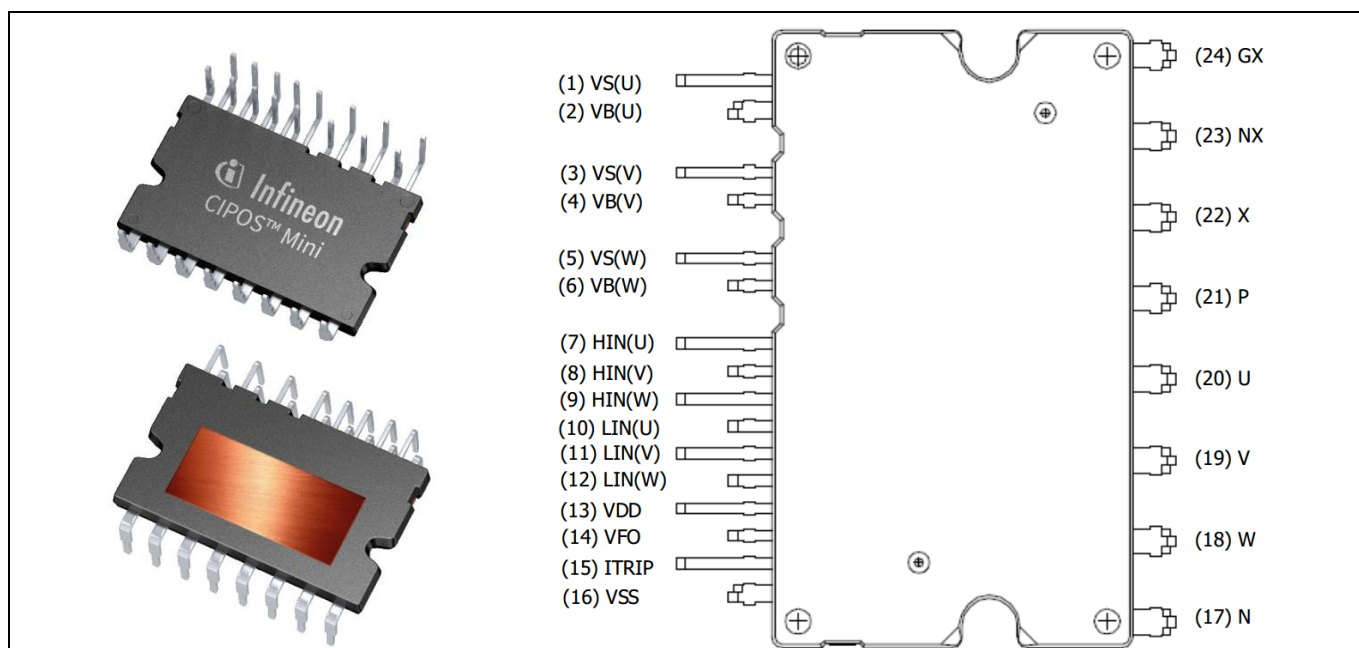 Infineon
CIPOS™ Mini
(1) VS(U)
(2) VB(U)
(3) VS(V)
(4) VB(V)
(5) VS(W)
(6) VB(W)
(7) HIN(U)
(8) HIN(V)
(9) HIN(W)
(10) LIN(U)
(11) LIN(V)
(12) LIN(W)
(13) VDD
(14) VFO
(15) ITRIP
(16) VSS
(24) GX
(23) NX
(22) X
(21) P
(20) U
(19) V
(18) W
(17) N